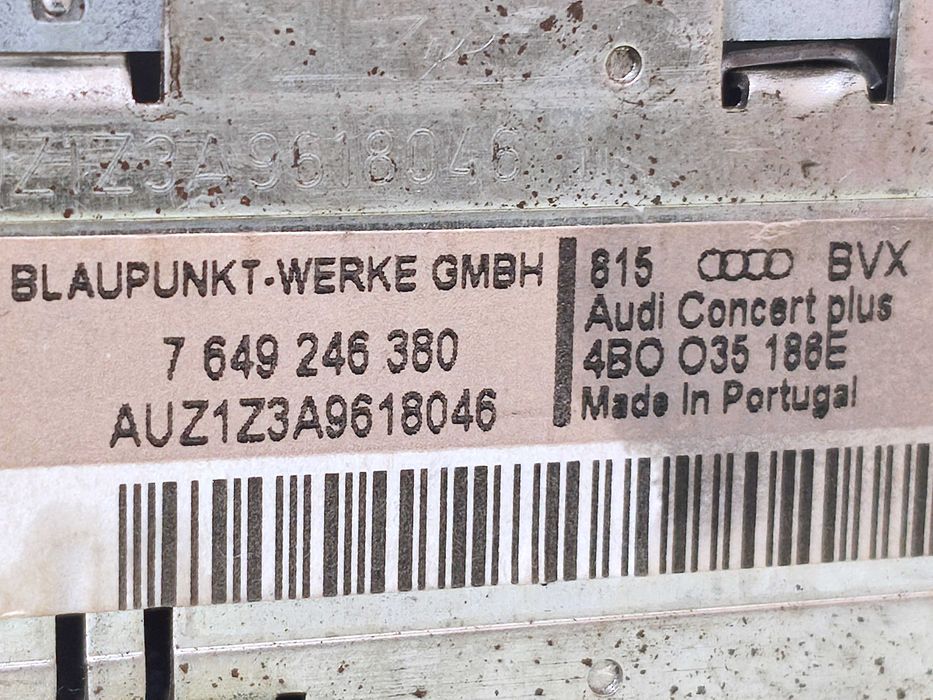 Z1Z3A9618046
BLAUPUNKT-WERKE GMBH
7 649 246 380
AUZ1Z3A9618046
815 BVX
Audi Concert plus
4B0 035 186E
Made in Portugal